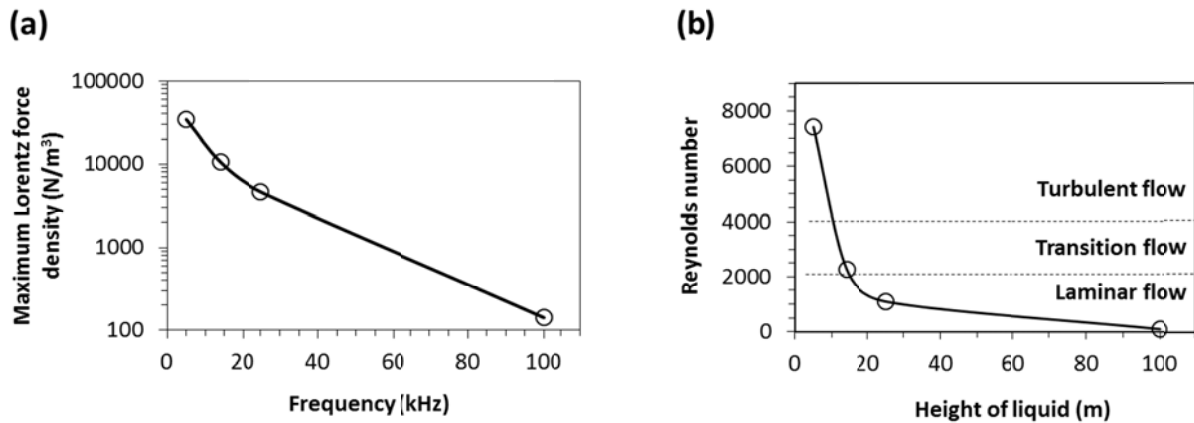 (a)
100000
10000
1000
100
Maximum Lorentz force
density (N/m³)
0 20 40 60 80 100
Frequency (kHz)
(b)
8000
6000
4000
2000
0
Reynolds number
Turbulent flow
Transition flow
Laminar flow
0 20 40 60 80 100
Height of liquid (m)